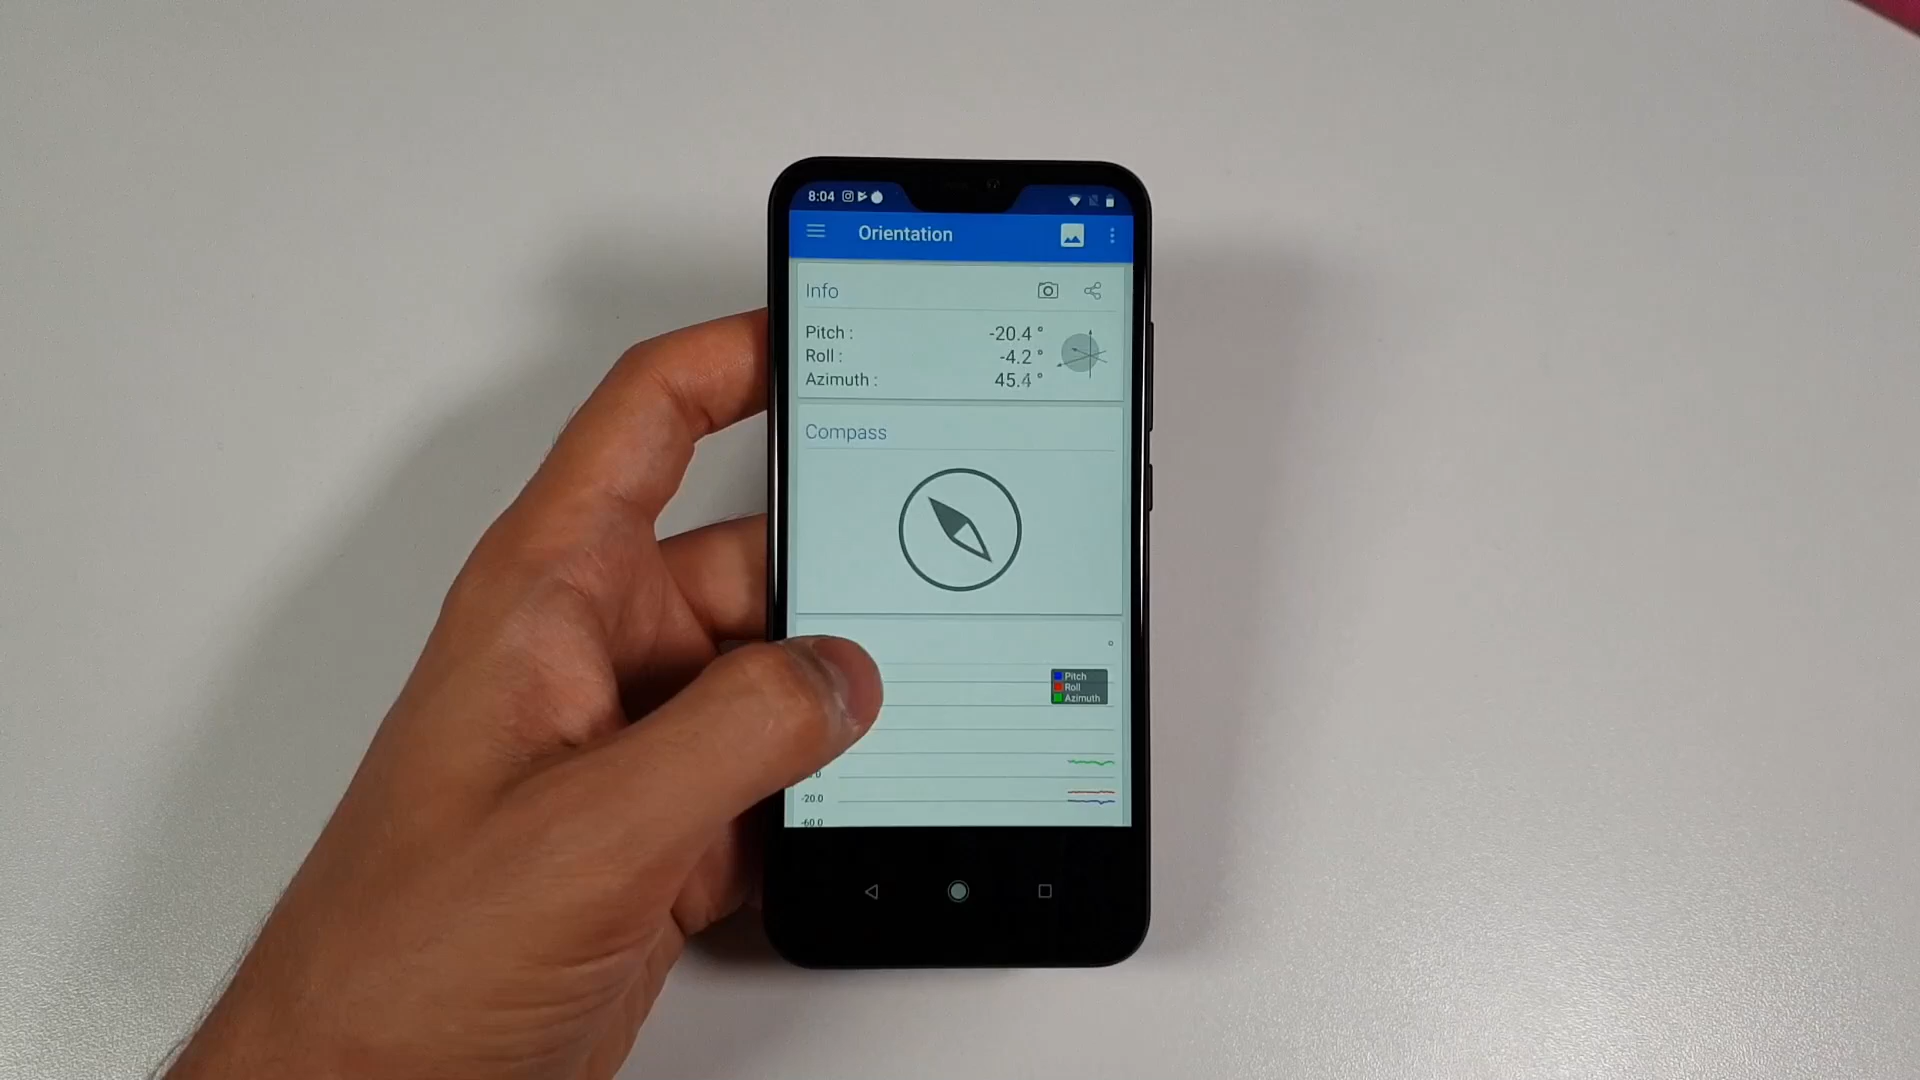 8:04
Orientation
Info
Pitch : -20.4 °
Roll : -4.2 °
Azimuth : 45.4 °
Compass
°
Pitch
Roll
Azimuth
-20.0
-60.0